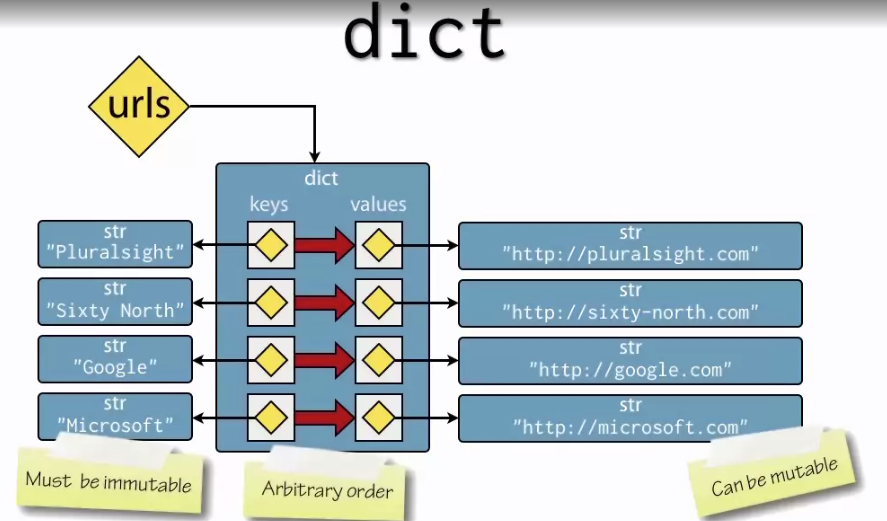 dict
urls
dict
keys values
str
"Pluralsight"
str
"http://pluralsight.com"
str
"Sixty North"
str
"http://sixty-north.com"
str
"Google"
str
"http://google.com"
str
"Microsoft"
str
"http://microsoft.com"
Must be immutable
Arbitrary order
Can be mutable